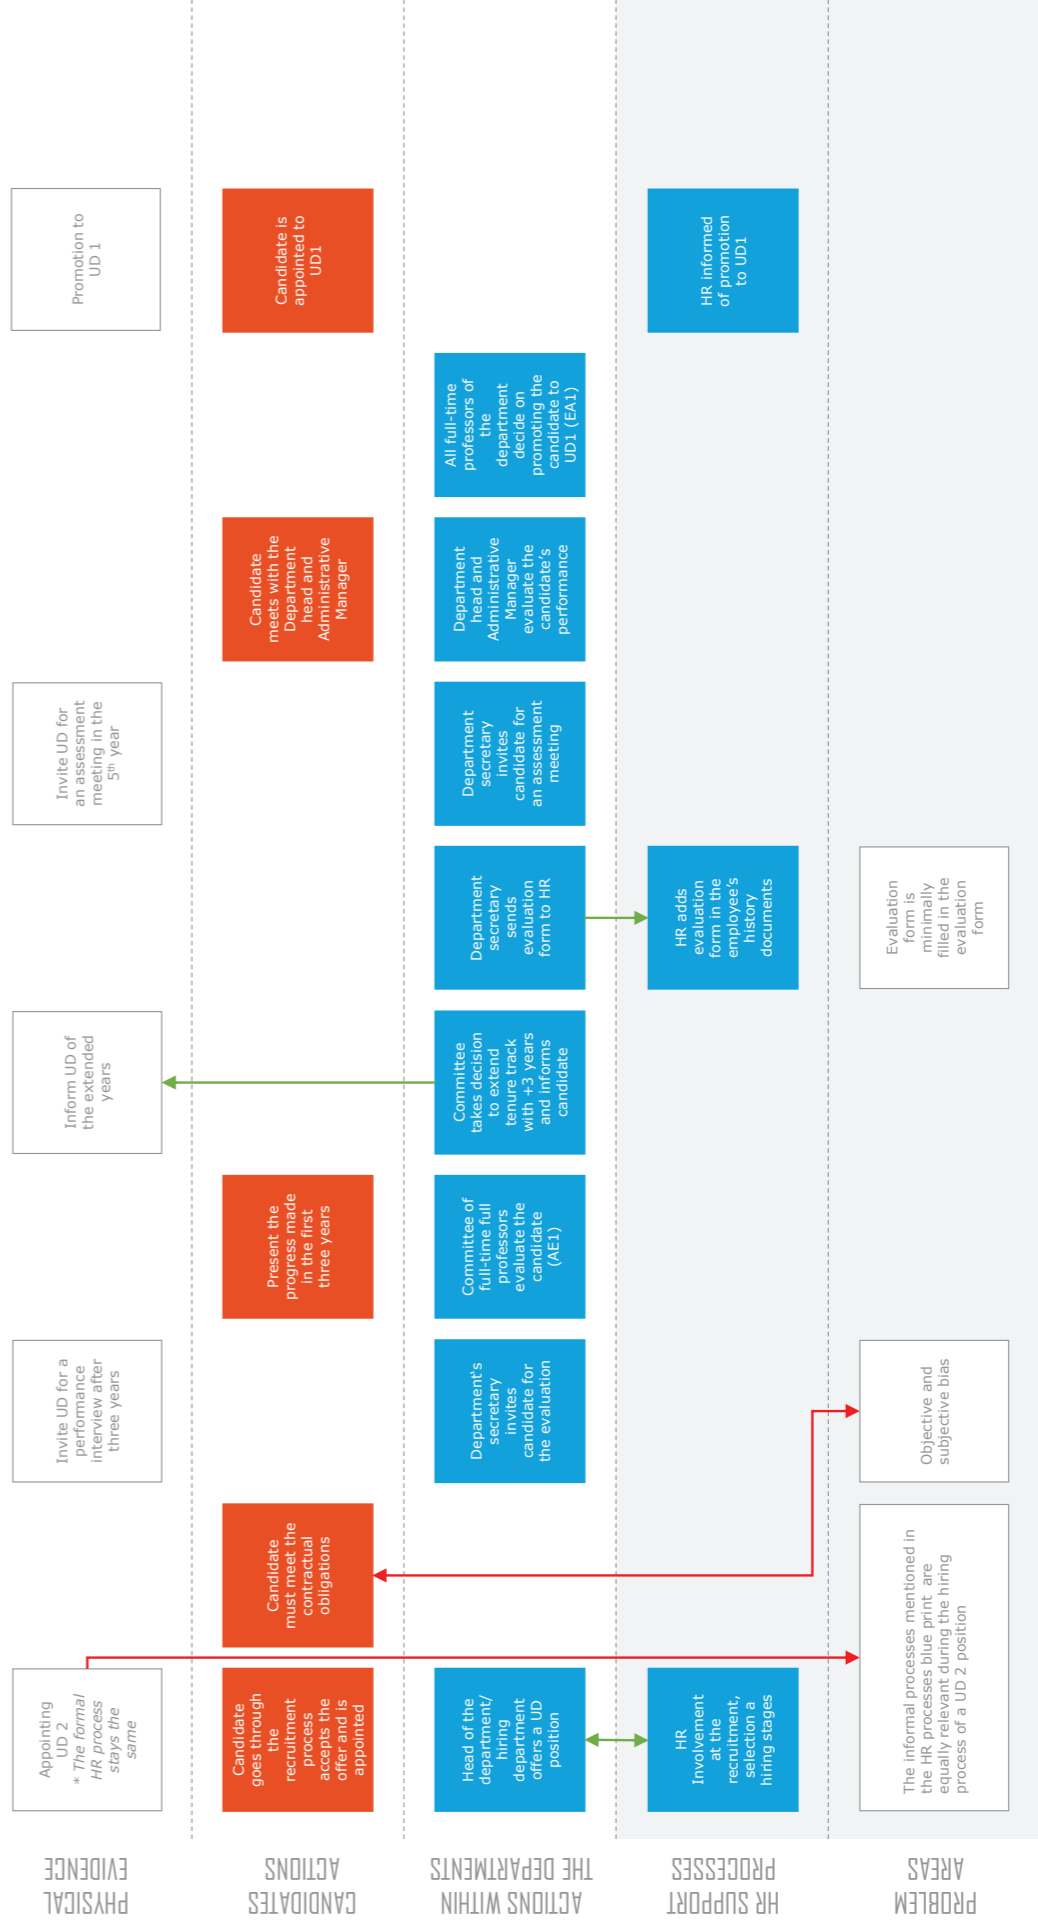 PHYSICAL
EVIDENCE
Appointing
UD 2
* The formal
HR process
stays the
same
Invite UD for a
performance
interview after
three years
Inform UD of
the extended
years
Invite UD for
an assessment
meeting in the
5th year
Promotion to
UD 1
CANDIDATES
ACTIONS
Candidate
goes through
the
recruitment
process
accepts the
offer and is
appointed
Candidate
must meet the
contractual
obligations
Present the
progress made
in the first
three years
Candidate
meets with the
Department
head and
Administrative
Manager
Candidate is
appointed to
UD1
ACTIONS WITHIN
THE DEPARTMENTS
Head of the
department/
hiring
department
offers a UD
position
Department's
secretary
invites
candidate for
the evaluation
Committee of
full-time full
professors
evaluate the
candidate
(AE1)
Committee
takes decision
to extend
tenure track
with +3 years
and informs
candidate
Department
secretary
sends
evaluation
form to HR
Department
secretary
invites
candidate for
an assessment
meeting
Department
head and
Administrative
Manager
evaluate the
candidate's
performance
All full-time
professors of
the
department
decide on
promoting the
candidate to
UD1 (EA1)
HR SUPPORT
PROCESSES
HR
Involvement
at the
recruitment,
selection a
hiring stages
HR adds
evaluation
form in the
employee's
history
documents
HR informed
of promotion
to UD1
PROBLEM
AREAS
The informal processes mentioned in
the HR processes blue print are
equally relevant during the hiring
process of a UD 2 position
Objective and
subjective bias
Evaluation
form is
minimally
filled in the
evaluation
form